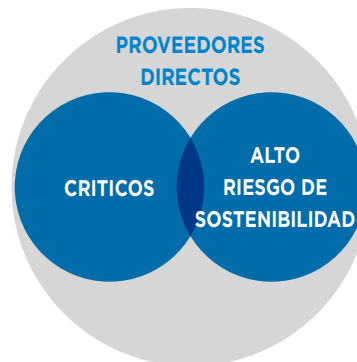 PROVEEDORES
DIRECTOS
CRITICOS
ALTO
RIESGO DE
SOSTENIBILIDAD